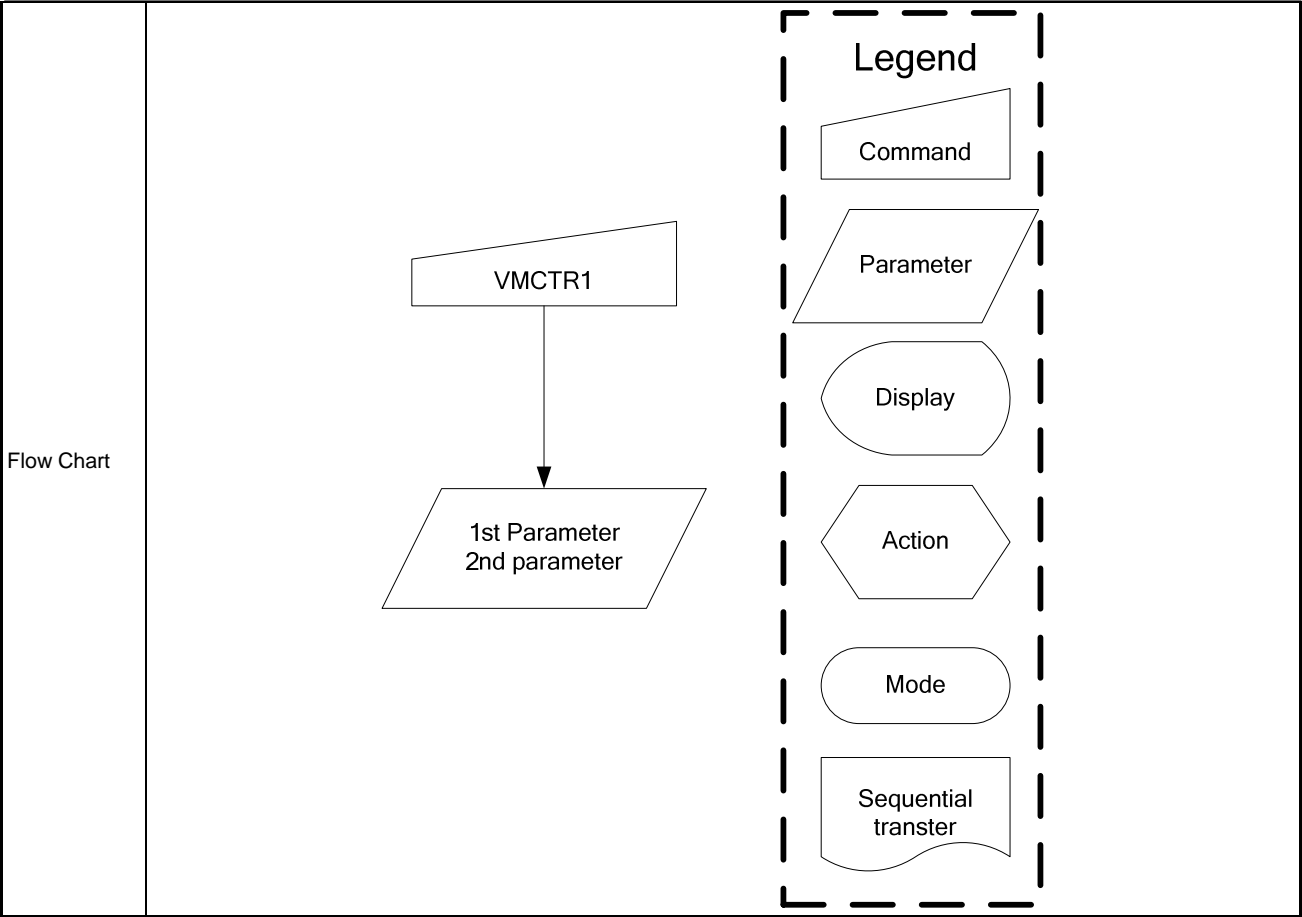 Flow Chart
VMCTR1
1st Parameter
2nd parameter
Legend
Command
Parameter
Display
Action
Mode
Sequential
transter